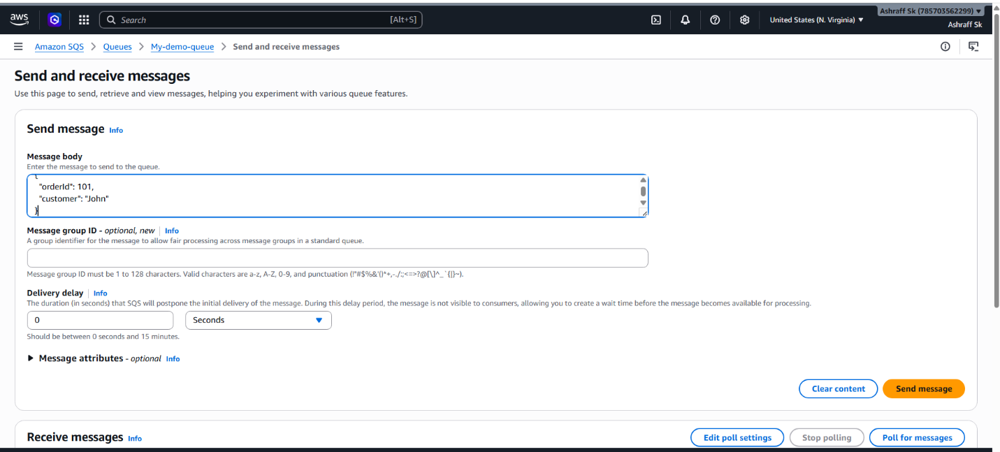 aws
Search
[Alt+S]
United States (N. Virginia) ▼
Ashraff Sk (785703562299) ▼
Ashraff Sk
Amazon SQS > Queues > My-demo-queue > Send and receive messages
Send and receive messages
Use this page to send, retrieve and view messages, helping you experiment with various queue features.
Send message Info
Message body
Enter the message to send to the queue.
{
"orderId": 101,
"customer": "John"
}
Message group ID - optional, new | Info
A group identifier for the message to allow fair processing across message groups in a standard queue.
Message group ID must be 1 to 128 characters. Valid characters are a-z, A-Z, 0-9, and punctuation (!"#$%&'()*+,-./:;<=>?@[\]^_`{|}~).
Delivery delay | Info
The duration (in seconds) that SQS will postpone the initial delivery of the message. During this delay period, the message is not visible to consumers, allowing you to create a wait time before the message becomes available for processing.
0
Seconds
Should be between 0 seconds and 15 minutes.
Message attributes - optional Info
Clear content
Send message
Receive messages Info
Edit poll settings
Stop polling
Poll for messages